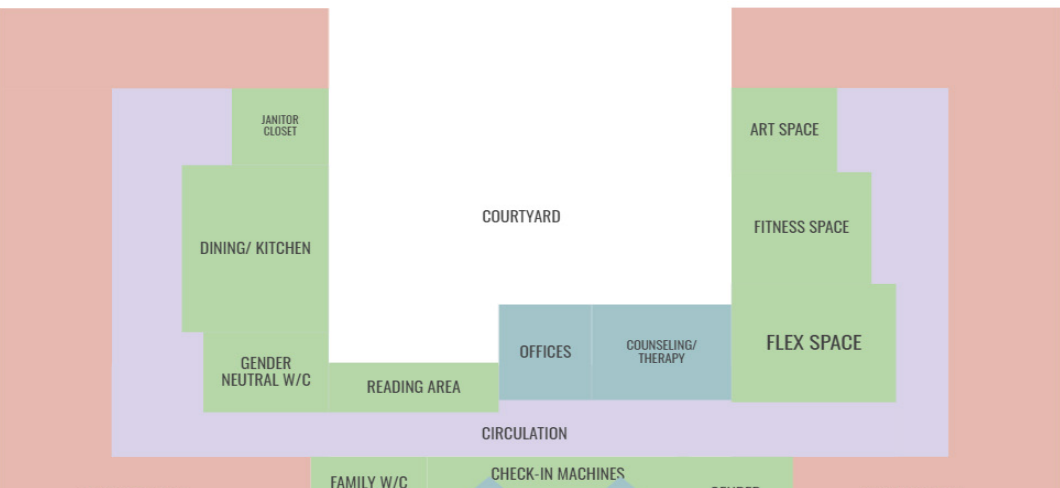 JANITOR
CLOSET
ART SPACE
COURTYARD
FITNESS SPACE
DINING/ KITCHEN
OFFICES
COUNSELING/
THERAPY
FLEX SPACE
GENDER
NEUTRAL W/C
READING AREA
CIRCULATION
CHECK-IN MACHINES
FAMILY W/C